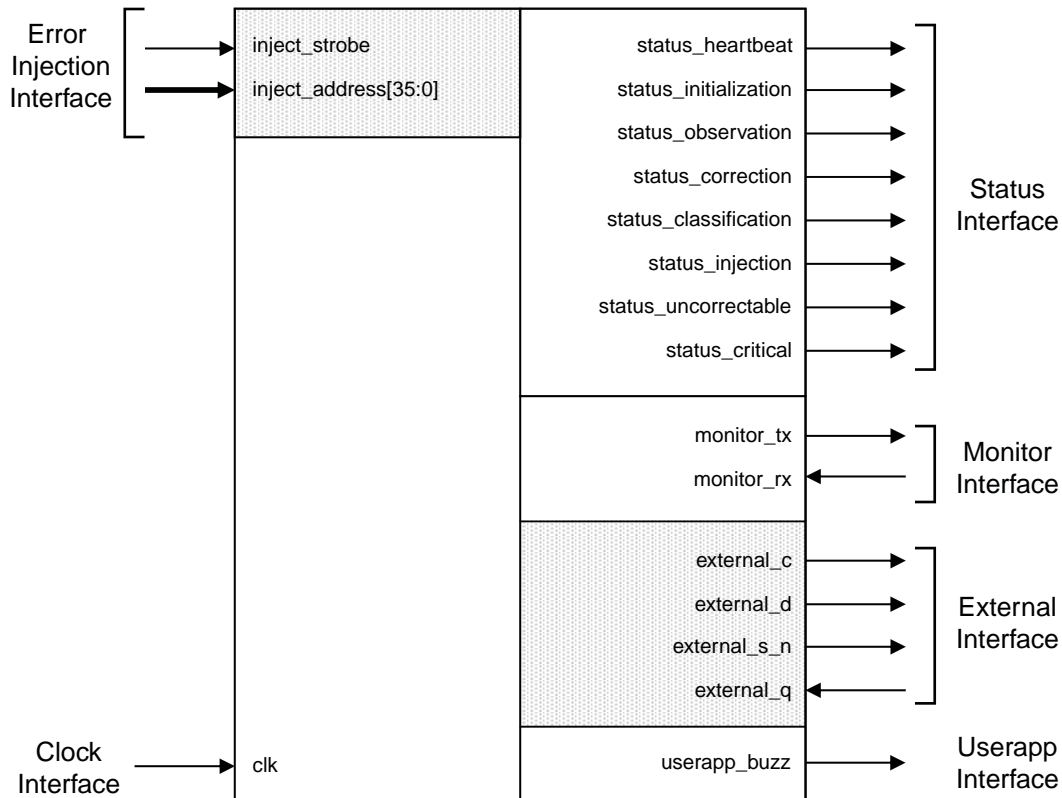 Error
Injection
Interface
inject_strobe
inject_address[35:0]
status_heartbeat
status_initialization
status_observation
status_correction
status_classification
status_injection
status_uncorrectable
status_critical
Status
Interface
monitor_tx
monitor_rx
Monitor
Interface
external_c
external_d
external_s_n
external_q
External
Interface
Clock
Interface
clk
userapp_buzz
Userapp
Interface